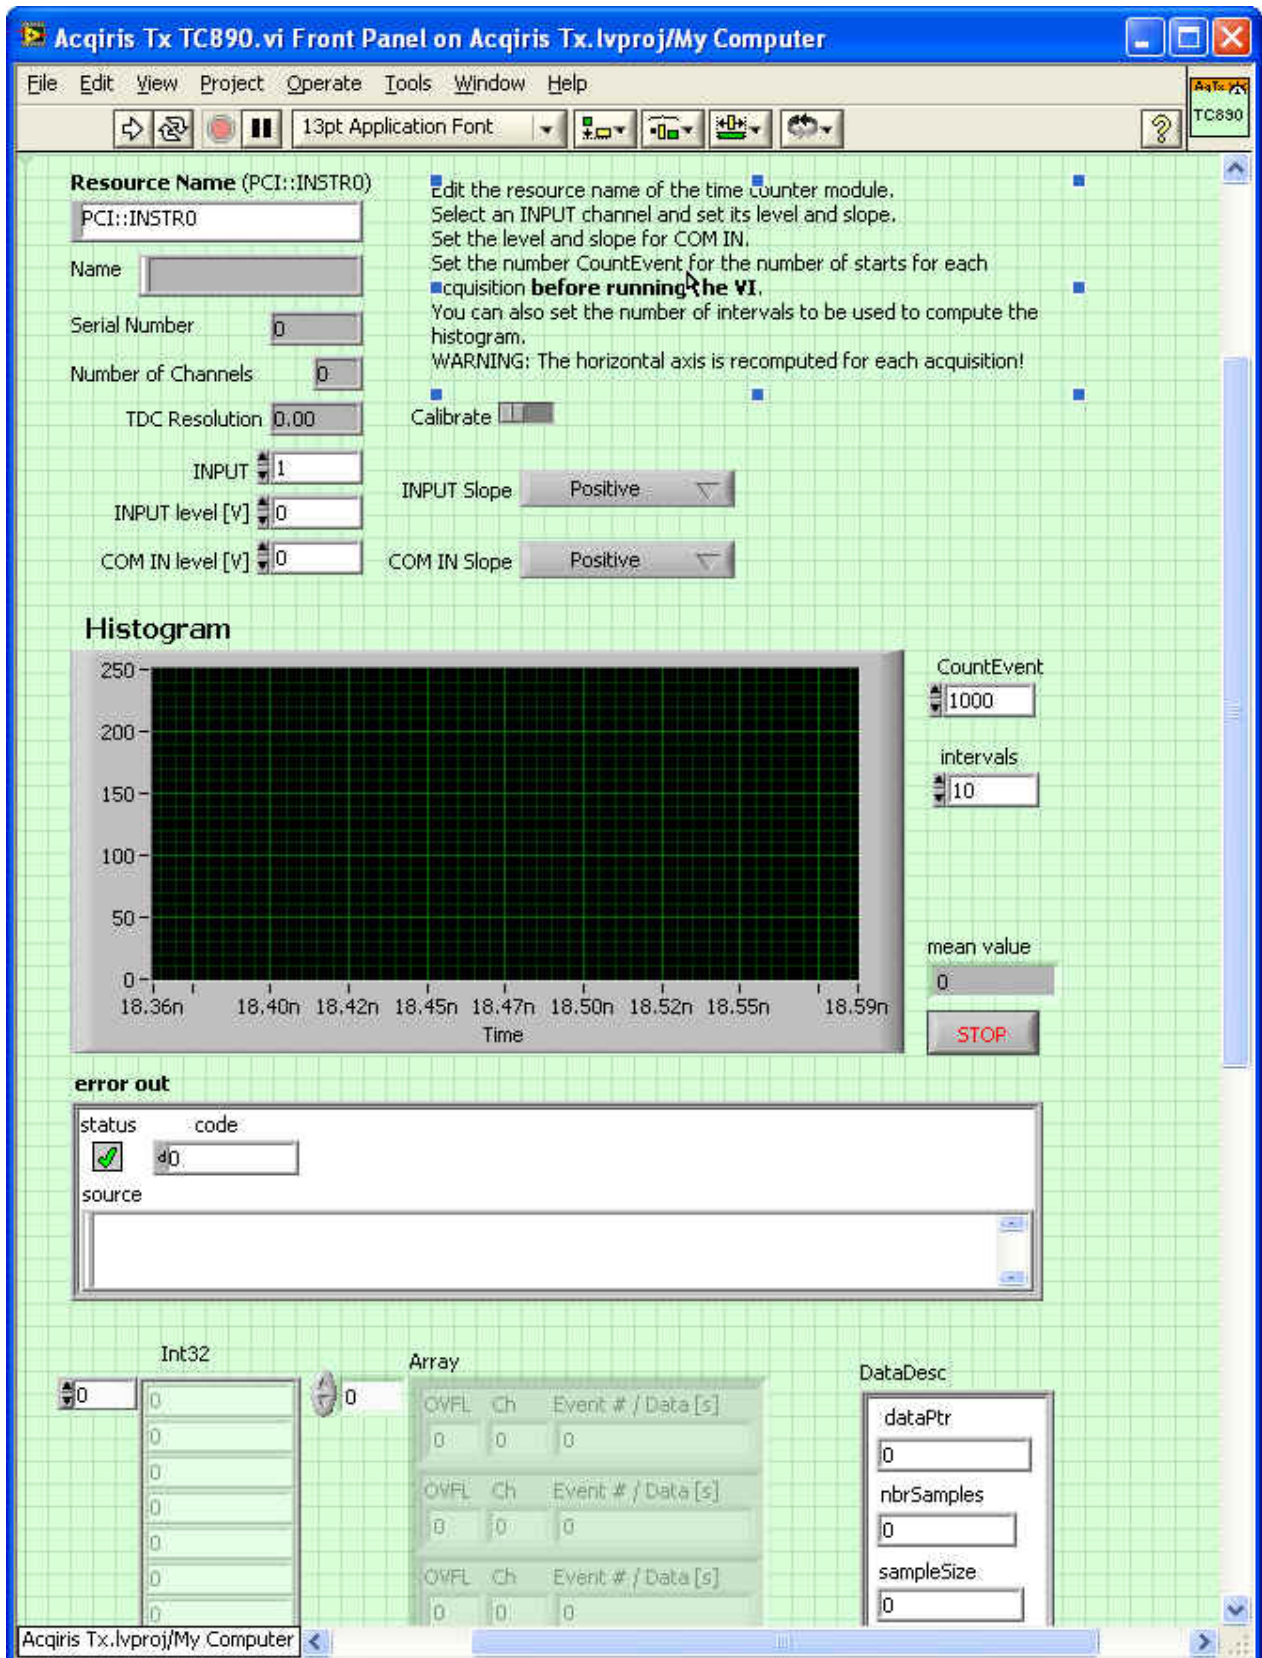 Acqiris Tx TC890.vi Front Panel on Acqiris Tx.lvproj/My Computer
File Edit View Project Operate Tools Window Help
AqTx
13pt Application Font
TC890
Resource Name (PCI::INSTR0)
PCI::INSTR0
Name
Serial Number 0
Number of Channels 0
TDC Resolution 0.00
INPUT 1
INPUT level [V] 0
COM IN level [V] 0
Edit the resource name of the time counter module.
Select an INPUT channel and set its level and slope.
Set the level and slope for COM IN.
Set the number CountEvent for the number of starts for each
acquisition before running the VI.
You can also set the number of intervals to be used to compute the
histogram.
WARNING: The horizontal axis is recomputed for each acquisition!
Calibrate
INPUT Slope Positive
COM IN Slope Positive
Histogram
250
200
150
100
50
0
18.36n 18.40n 18.42n 18.45n 18.47n 18.50n 18.52n 18.55n 18.59n
Time
CountEvent
1000
intervals
10
mean value
0
STOP
error out
status code
d0
source
Int32
0
0
0
0
0
0
0
0
Array
0
OVFL Ch Event # / Data [s]
0 0 0
OVFL Ch Event # / Data [s]
0 0 0
OVFL Ch Event # / Data [s]
0 0 0
DataDesc
dataPtr
0
nbrSamples
0
sampleSize
0
Acqiris Tx.lvproj/My Computer